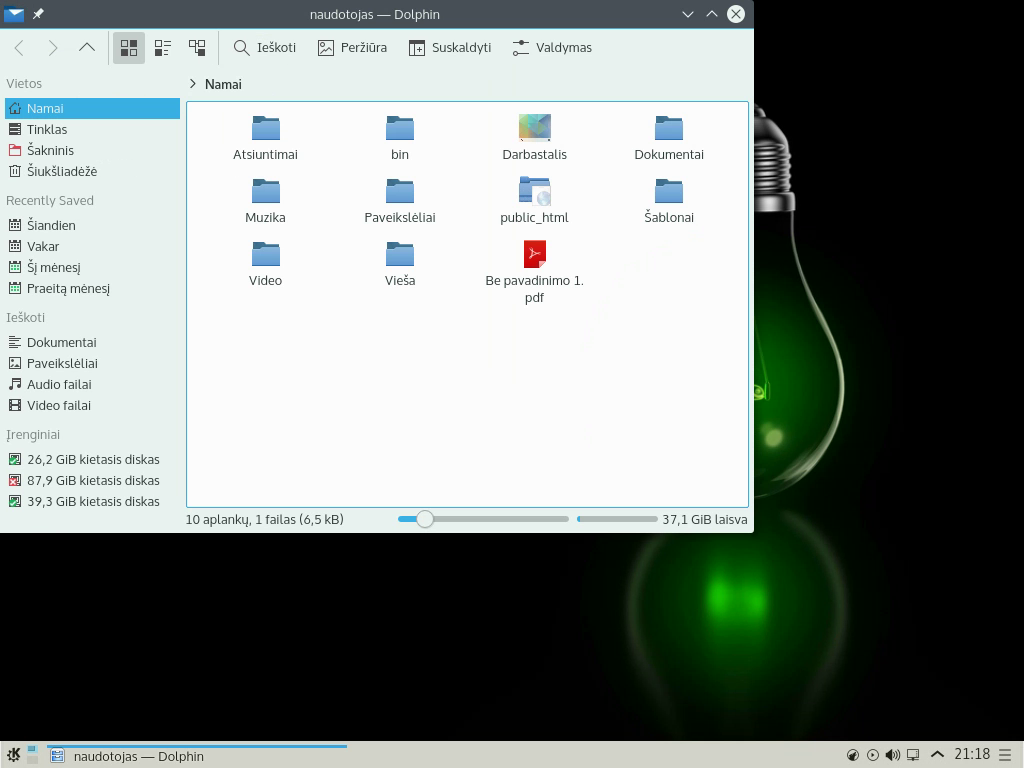 naudotojas — Dolphin
Ieškoti
Peržiūra
Suskaldyti
Valdymas
Vietos
Namai
Tinklas
Šakninis
Šiukšliadėžė
Recently Saved
Šiandien
Vakar
Šį mėnesį
Praeitą mėnesį
Ieškoti
Dokumentai
Paveikslėliai
Audio failai
Video failai
Įrenginiai
26,2 GiB kietasis diskas
87,9 GiB kietasis diskas
39,3 GiB kietasis diskas
Namai
Atsiuntimai
bin
Darbastalis
Dokumentai
Muzika
Paveikslėliai
public_html
Šablonai
Video
Vieša
Be pavadinimo 1.
pdf
10 aplankų, 1 failas (6,5 kB)
37,1 GiB laisva
naudotojas — Dolphin
21:18